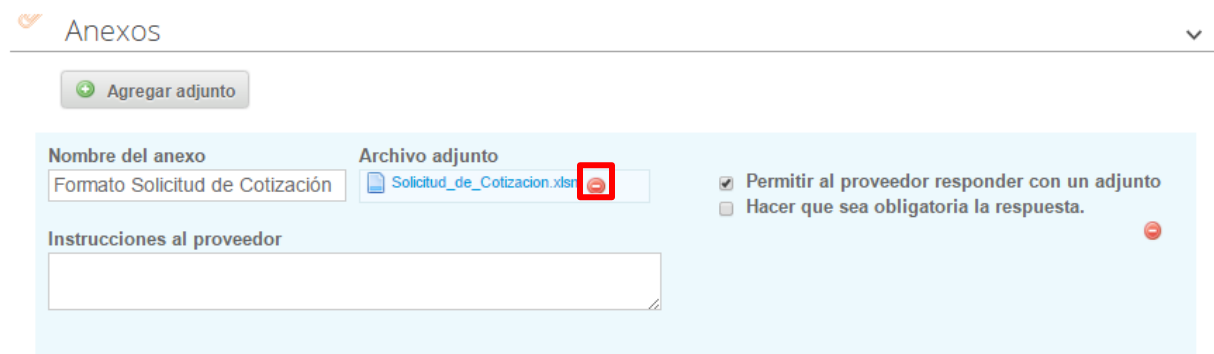 Anexos
Agregar adjunto
Nombre del anexo
Archivo adjunto
Formato Solicitud de Cotización
Solicitud_de_Cotizacion.xlsm
Permitir al proveedor responder con un adjunto
Hacer que sea obligatoria la respuesta.
Instrucciones al proveedor